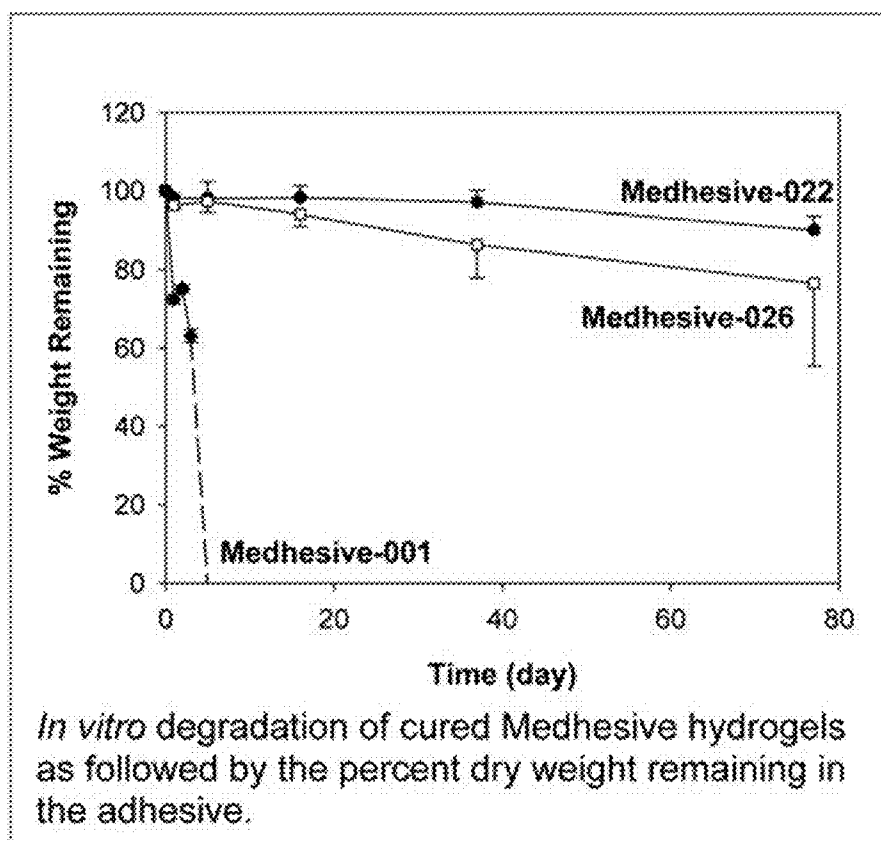 120
100
80
60
40
20
0
% Weight Remaining
Medhesive-022
Medhesive-026
Medhesive-001
0 20 40 60 80
Time (day)
In vitro degradation of cured Medhesive hydrogels
as followed by the percent dry weight remaining in
the adhesive.